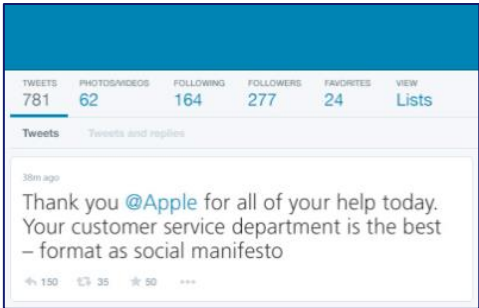 TWEETS PHOTOS/VIDEOS FOLLOWING FOLLOWERS FAVORITES VIEW
781 62 164 277 24 Lists
Tweets Tweets and replies
38m ago
Thank you @Apple for all of your help today.
Your customer service department is the best
– format as social manifesto
150 35 50